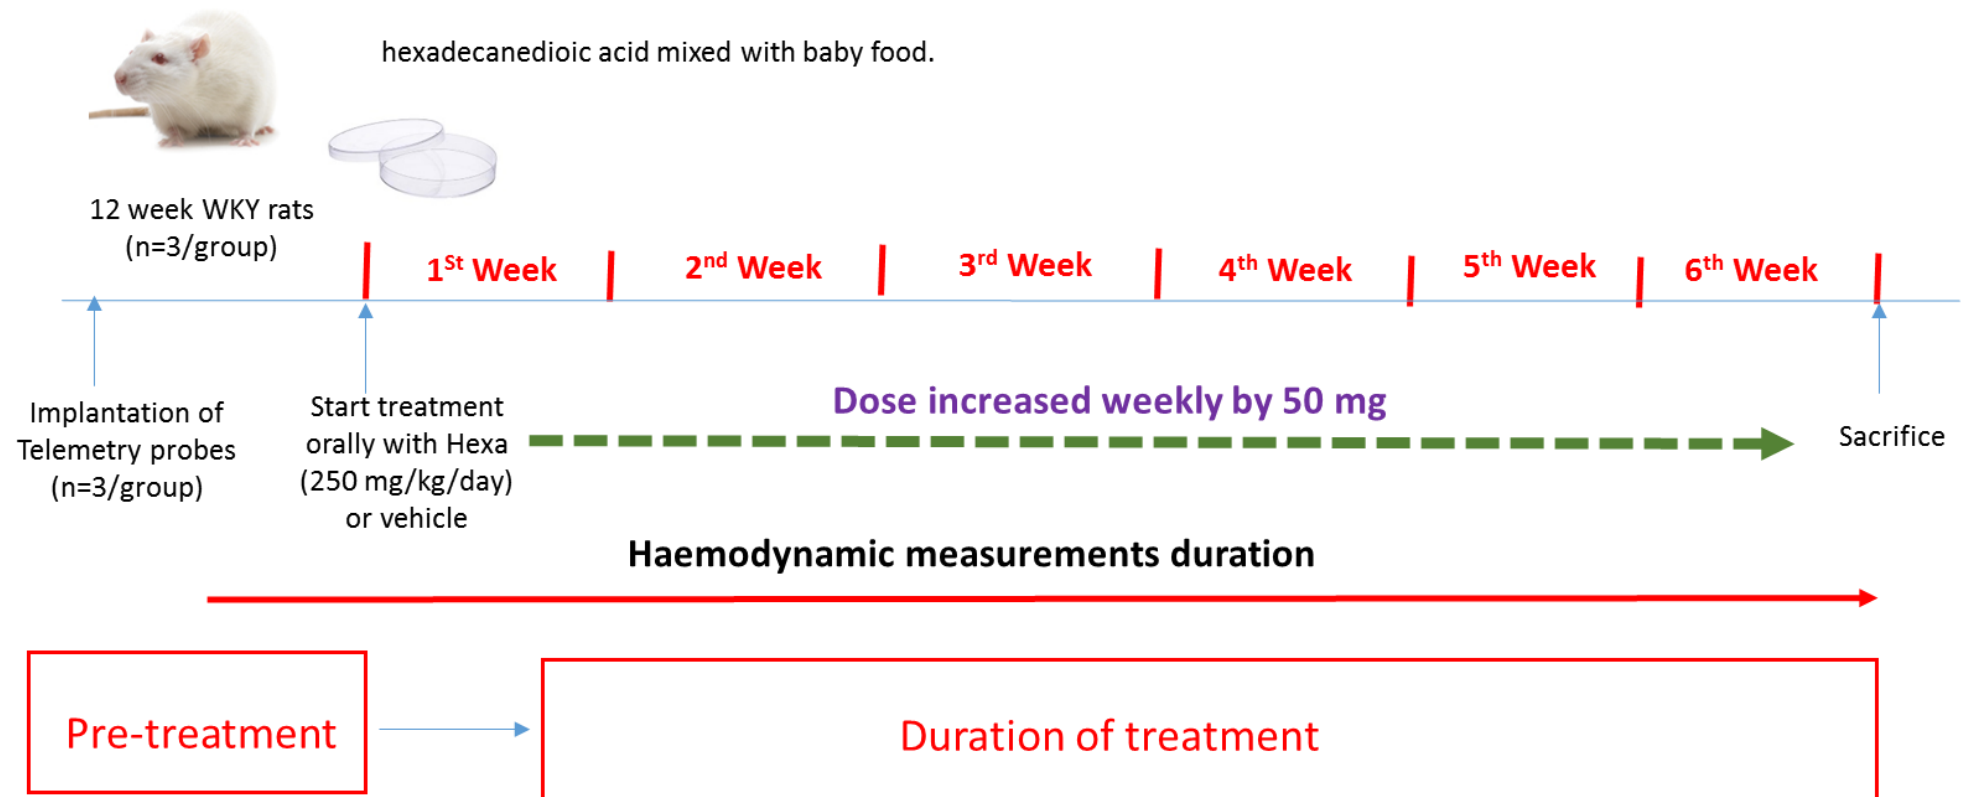 hexadecanedioic acid mixed with baby food.
12 week WKY rats
(n=3/group)
1St Week
2nd Week
3rd Week
4th Week
5th Week
6th Week
Implantation of
Telemetry probes
(n=3/group)
Start treatment
orally with Hexa
(250 mg/kg/day)
or vehicle
Dose increased weekly by 50 mg
Sacrifice
Haemodynamic measurements duration
Pre-treatment
Duration of treatment